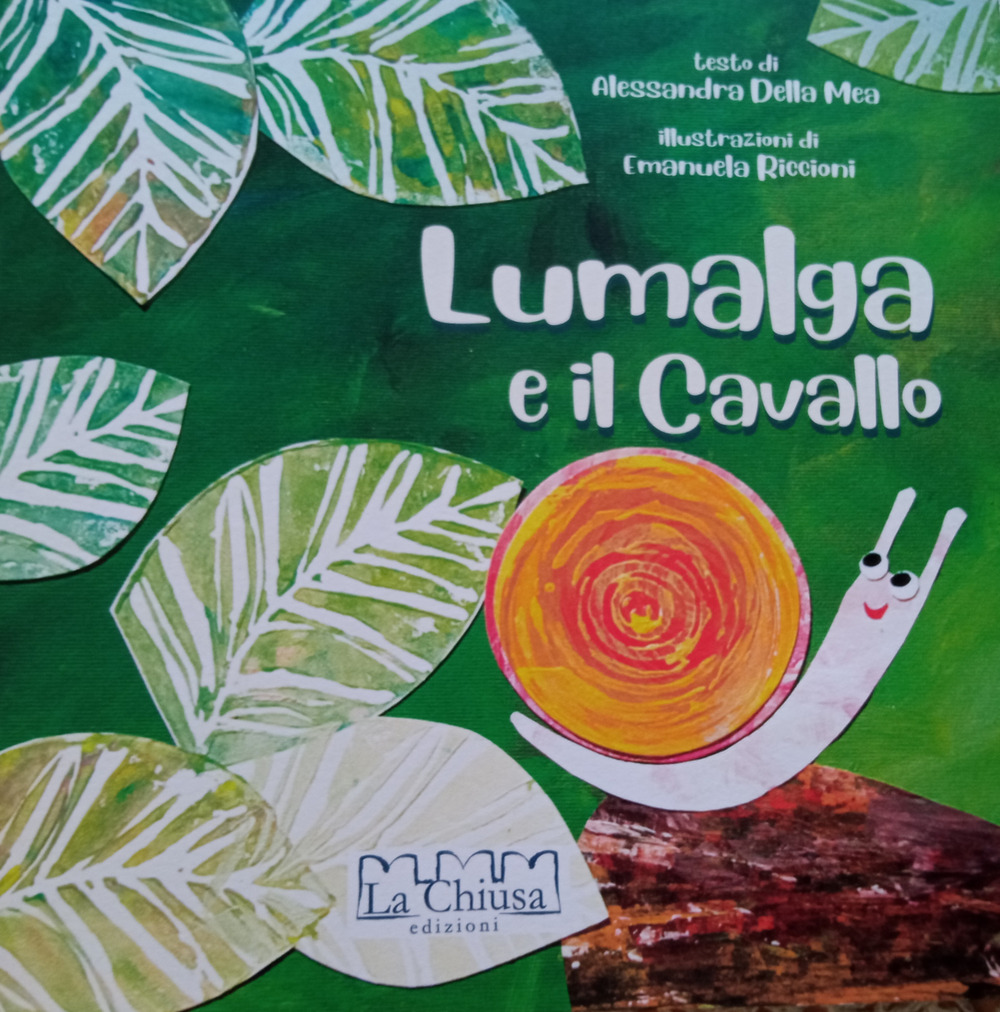 testo di
Alessandra Della Mea
illustrazioni di
Emanuela Riccioni
Lumalga
e il Cavallo
La Chiusa
edizioni